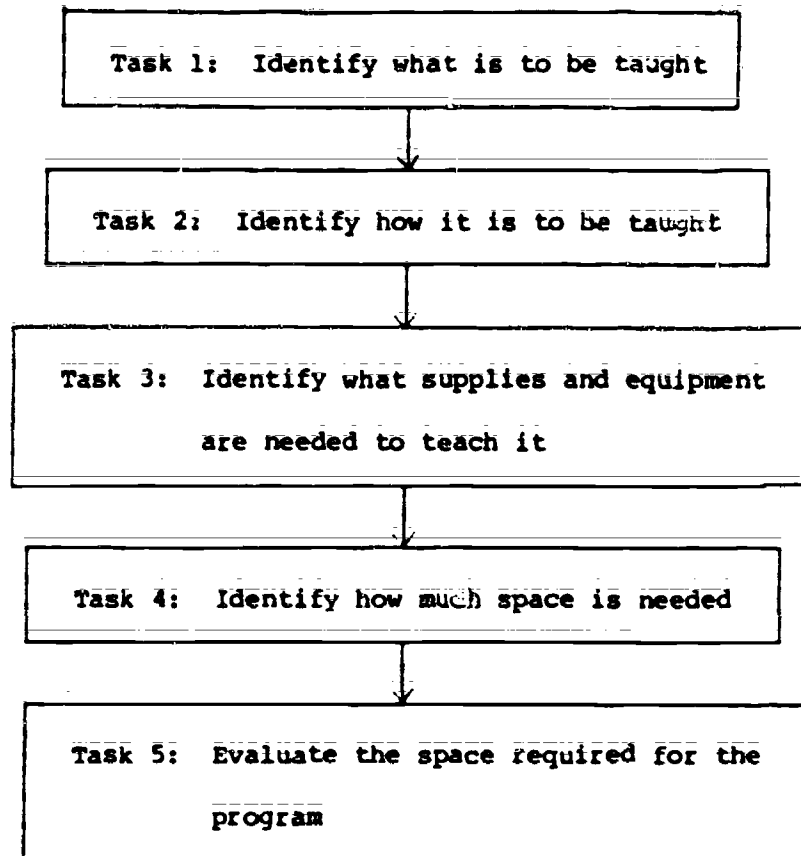 Task 1: Identify what is to be taught
Task 2: Identify how it is to be taught
Task 3: Identify what supplies and equipment
are needed to teach it
Task 4: Identify how much space is needed
Task 5: Evaluate the space required for the
program